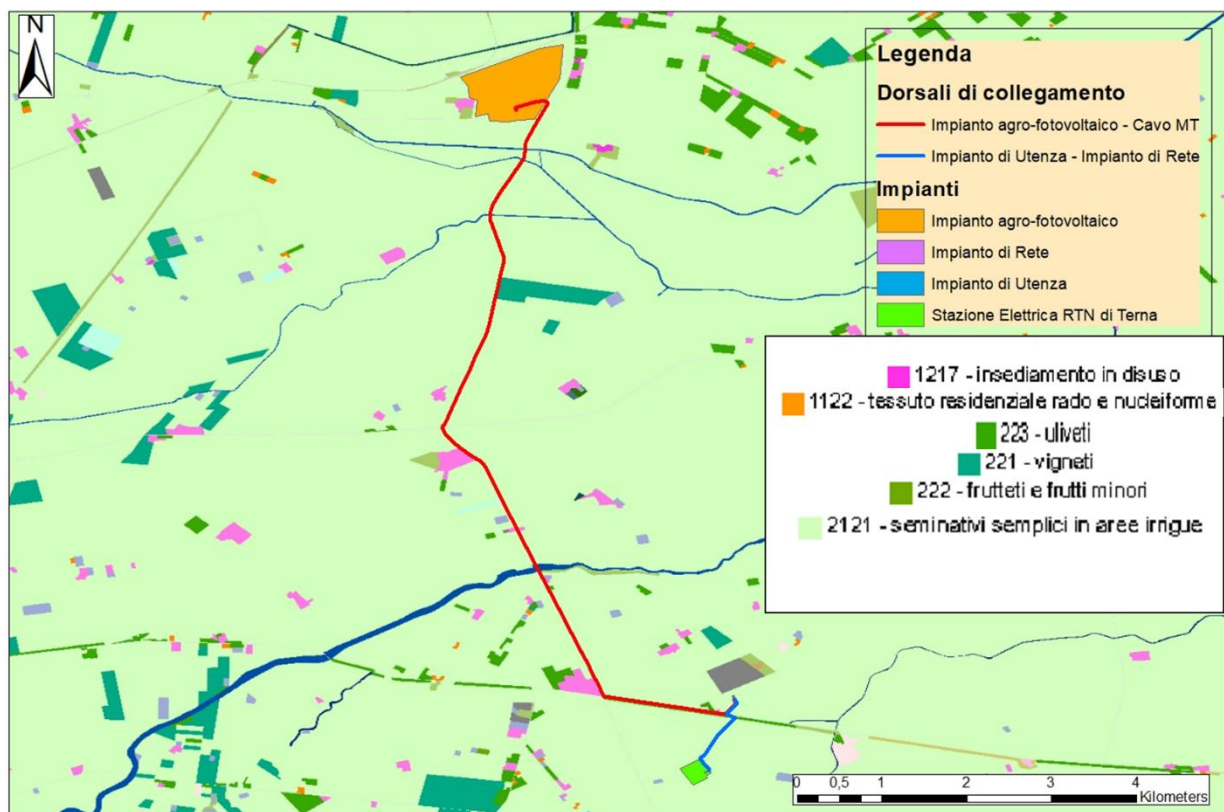 N
Legenda
Dorsali di collegamento
Impianto agro-fotovoltaico - Cavo MT
Impianto di Utenza - Impianto di Rete
Impianti
Impianto agro-fotovoltaico
Impianto di Rete
Impianto di Utenza
Stazione Elettrica RTN di Terna
1217 - insediamento in disuso
1122 - tessuto residenziale rado e nucleiforme
223 - uliveti
221 - vigneti
222 - frutteti e frutti minori
2121 - seminativi semplici in aree irrigue
0 0,5 1 2 3 4
Kilometers